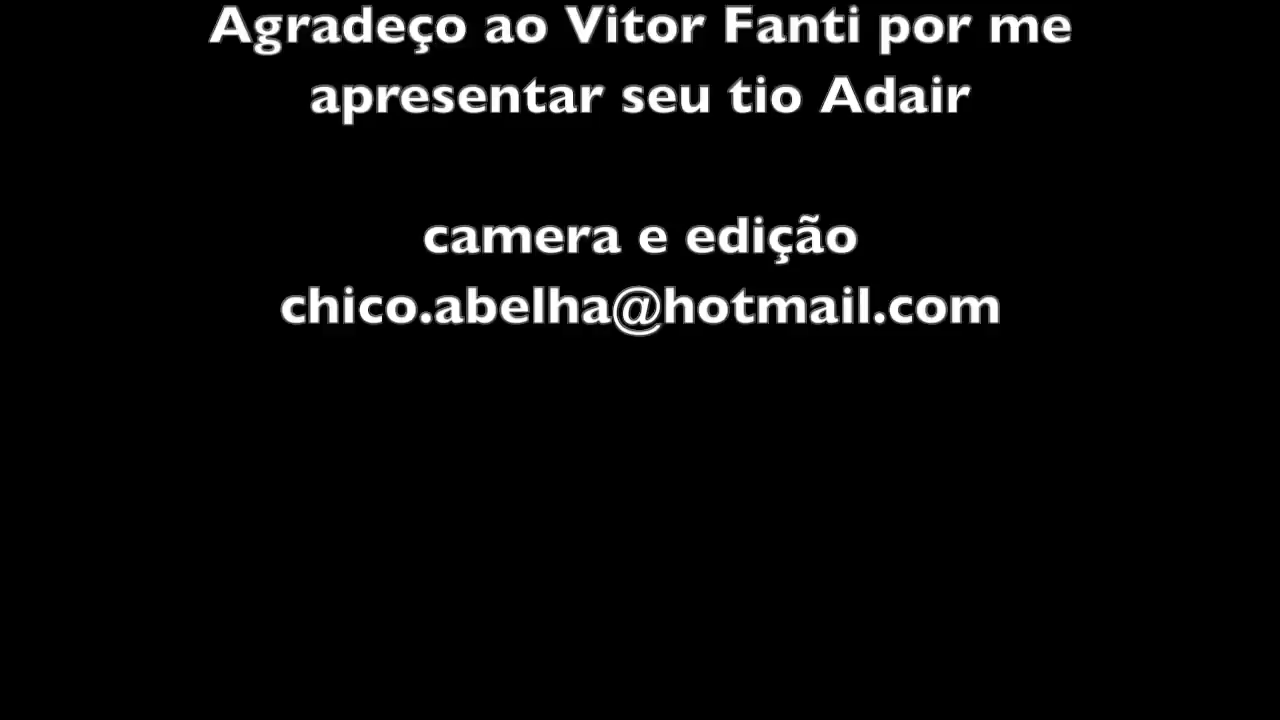 Agradeço ao Vitor Fanti por me
apresentar seu tio Adair
camera e edição
chico.abelha@hotmail.com